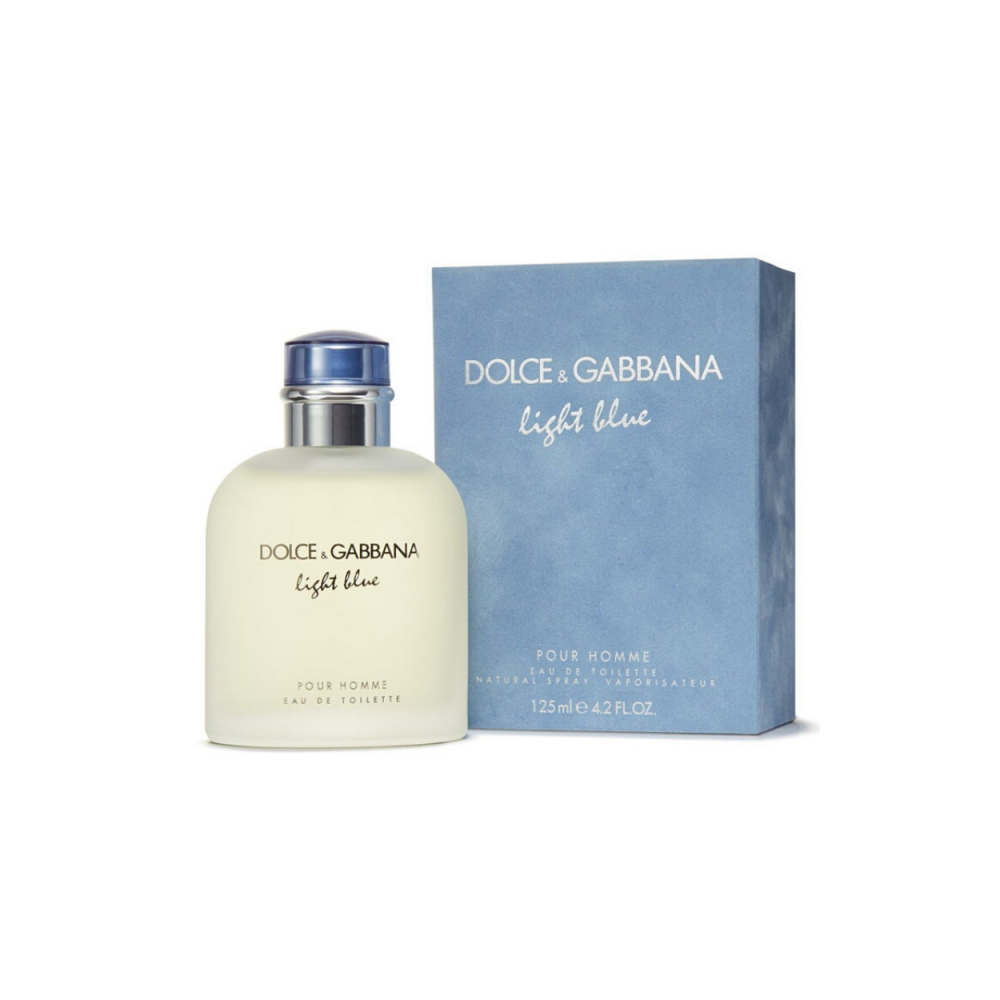 DOLCE & GABBANA
light blue
POUR HOMME
EAU DE TOILETTE
DOLCE & GABBANA
light blue
POUR HOMME
EAU DE TOILETTE
NATURAL SPRAY VAPORISATEUR
125 ml e 4.2 FL.OZ.